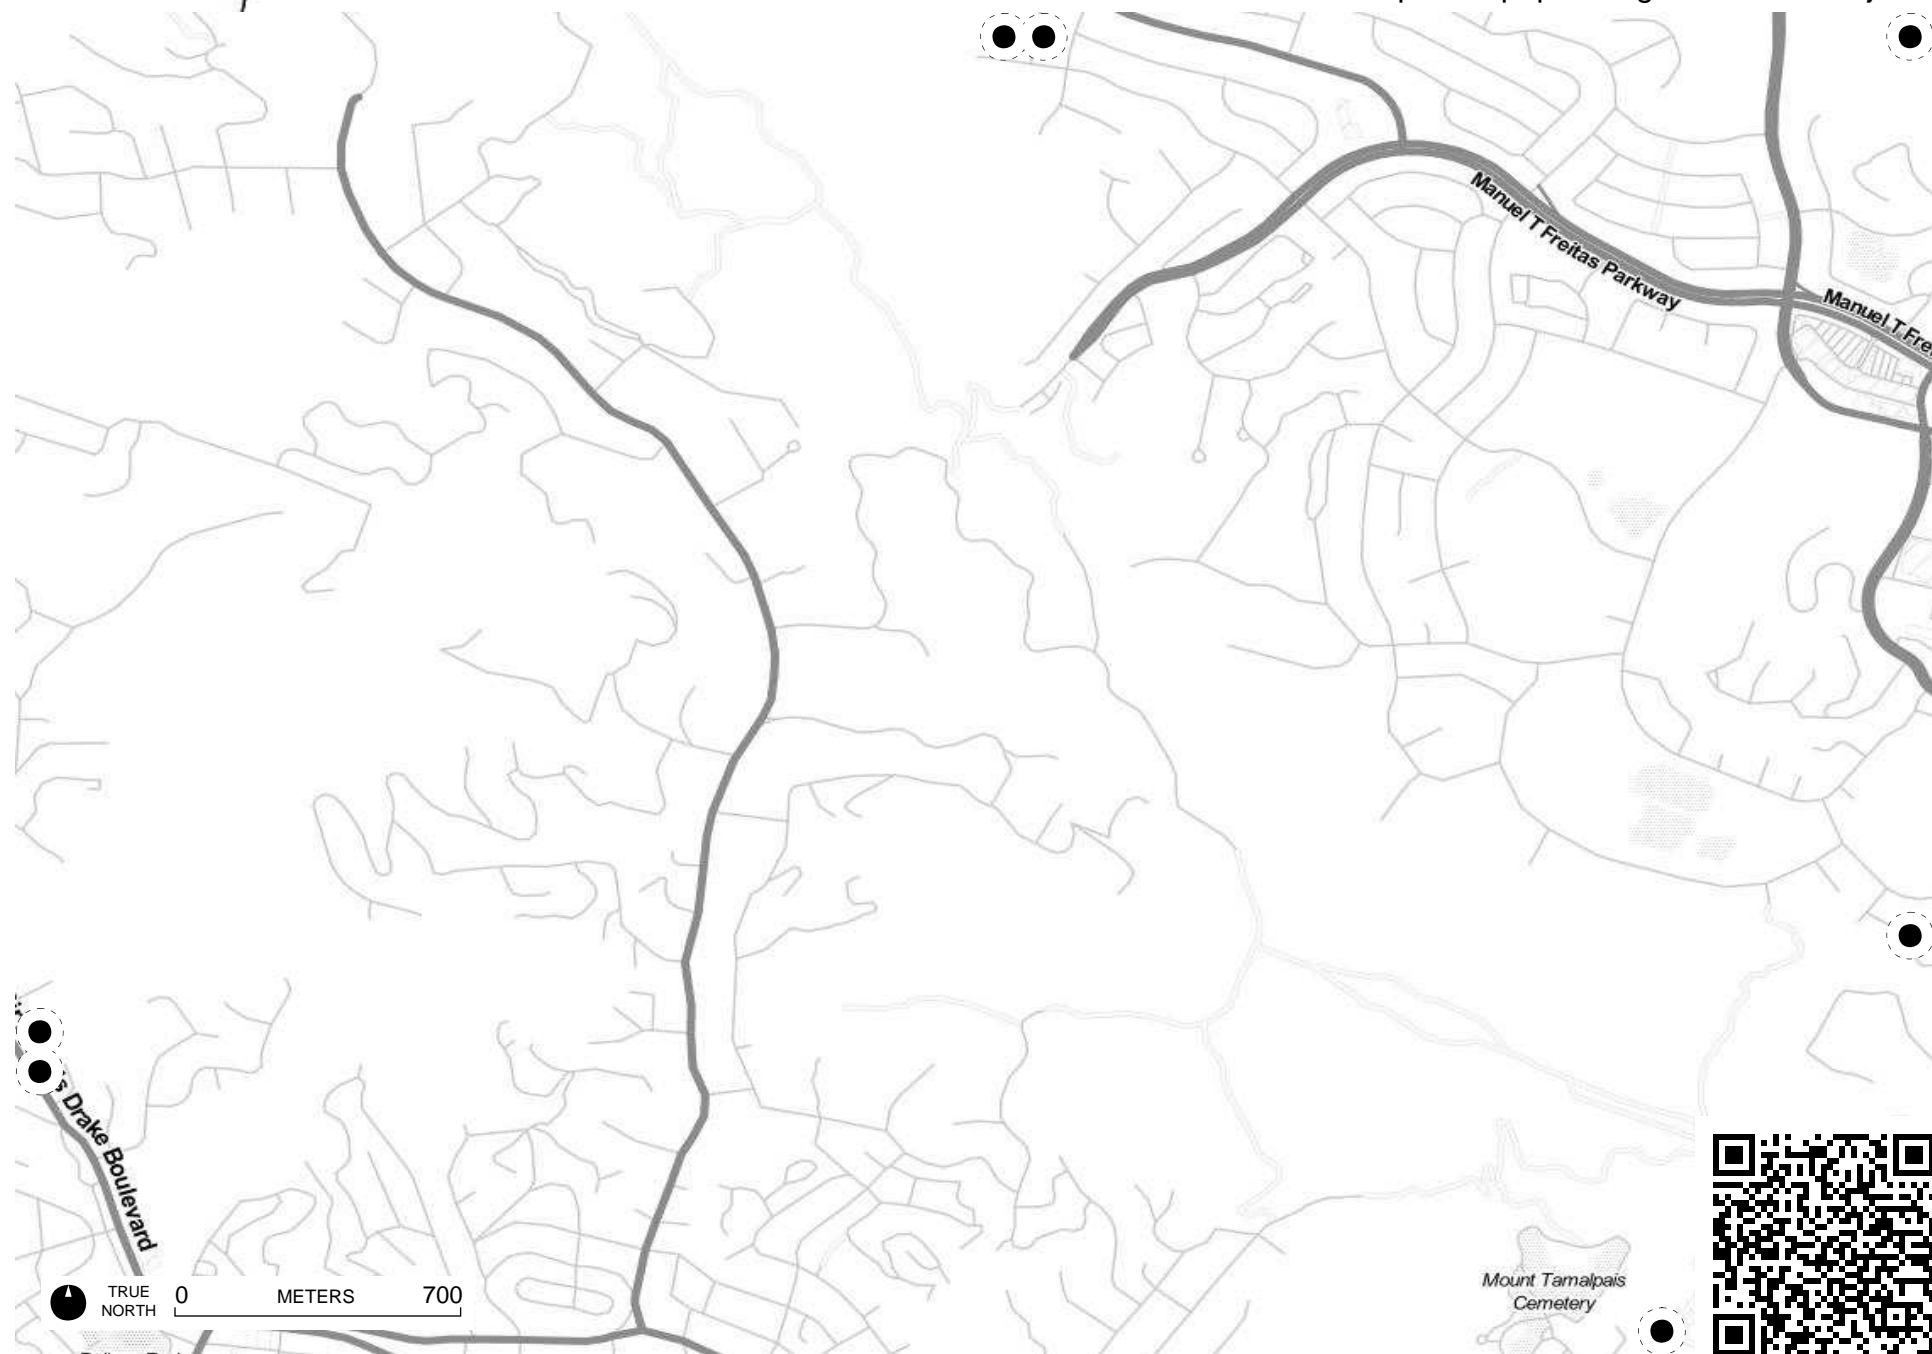 Manuel T Freitas Parkway
Manuel T Fre
Drake Boulevard
TRUE
NORTH
0 METERS 700
Mount Tamalpais
Cemetery